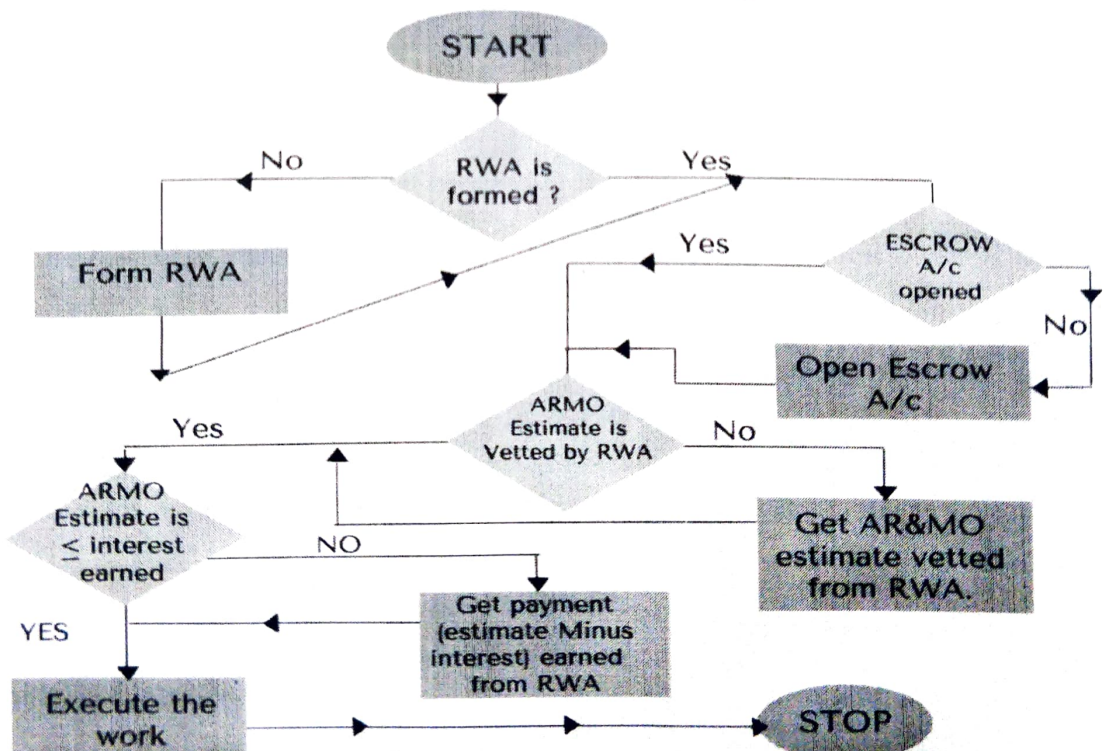 START
No
RWA is
formed ?
Yes
Form RWA
Yes
ESCROW
A/c
opened
No
Open Escrow
A/c
ARMO
Estimate is
Vetted by RWA
Yes
No
ARMO
Estimate is
≤ interest
earned
NO
Get AR&MO
estimate vetted
from RWA.
YES
Get payment
(estimate Minus
interest) earned
from RWA
Execute the
work
STOP